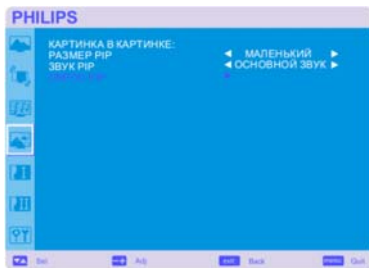 PHILIPS
КАРТИНКА В КАРТИНКЕ:
РАЗМЕР PIP ◄ МАЛЕНЬКИЙ ►
ЗВУК PIP ◄ ОСНОВНОЙ ЗВУК ►
Sel Adj exit Back menu Quit